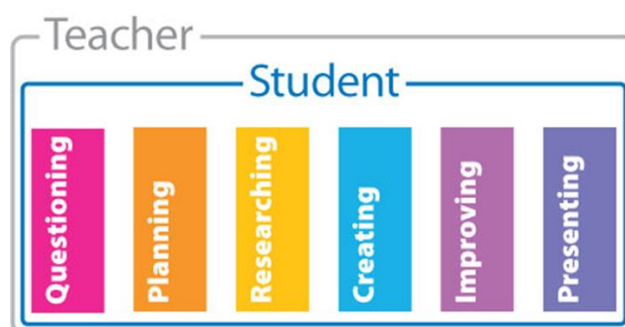 Teacher
Student
Questioning
Planning
Researching
Creating
Improving
Presenting